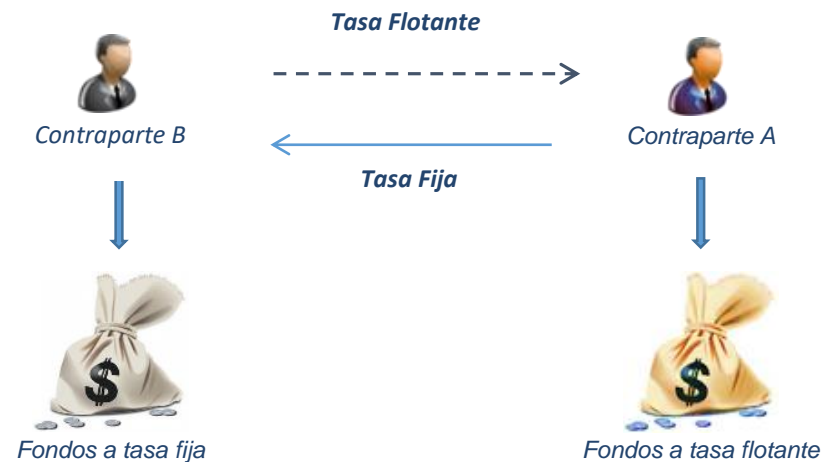 Tasa Flotante
Contraparte B
Contraparte A
Tasa Fija
$
$
Fondos a tasa fija
Fondos a tasa flotante